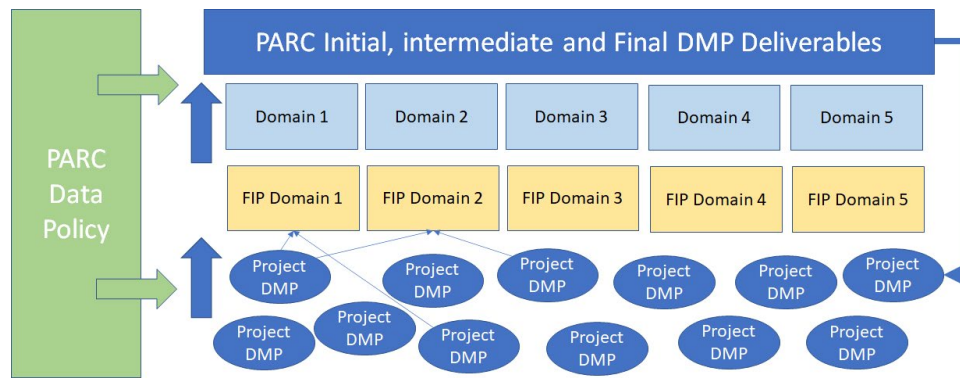 PARC Initial, intermediate and Final DMP Deliverables
PARC
Data
Policy
Domain 1
Domain 2
Domain 3
Domain 4
Domain 5
FIP Domain 1
FIP Domain 2
FIP Domain 3
FIP Domain 4
FIP Domain 5
Project
DMP
Project
DMP
Project
DMP
Project
DMP
Project
DMP
Project
DMP
Project
DMP
Project
DMP
Project
DMP
Project
DMP
Project
DMP
Project
DMP